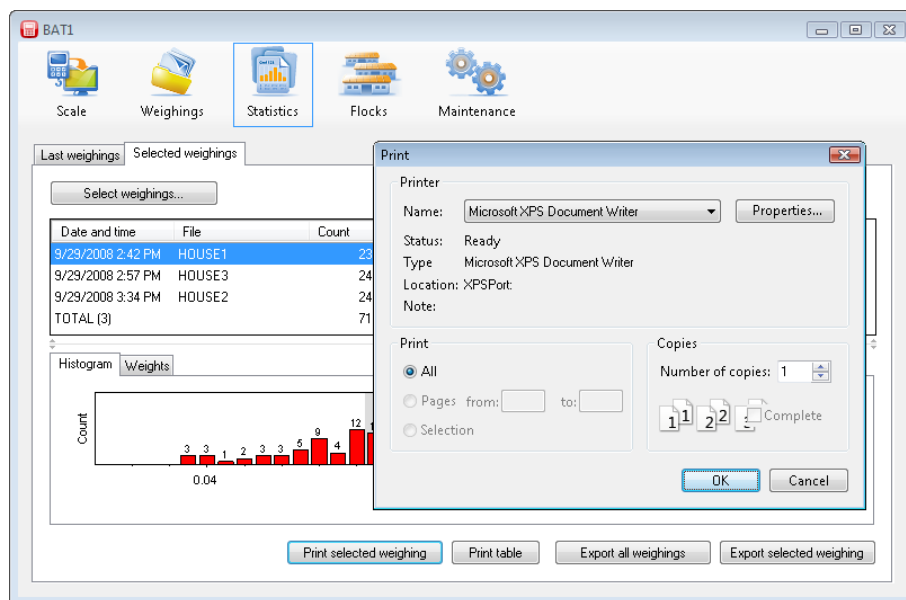 BAT1
Scale Weighings Statistics Flocks Maintenance
Last weighings Selected weighings
Select weighings...
Date and time File Count
9/29/2008 2:42 PM HOUSE1 23
9/29/2008 2:57 PM HOUSE3 24
9/29/2008 3:34 PM HOUSE2 24
TOTAL (3) 71
Histogram Weights
Count
3 3 1 2 3 3 5 9 4 12
0.04
Print selected weighing Print table Export all weighings Export selected weighing
Print
Printer
Name: Microsoft XPS Document Writer Properties...
Status: Ready
Type Microsoft XPS Document Writer
Location: XPSPort:
Note:
Print
All
Pages from: to:
Selection
Copies
Number of copies: 1
1 1 2 2 Complete
OK Cancel